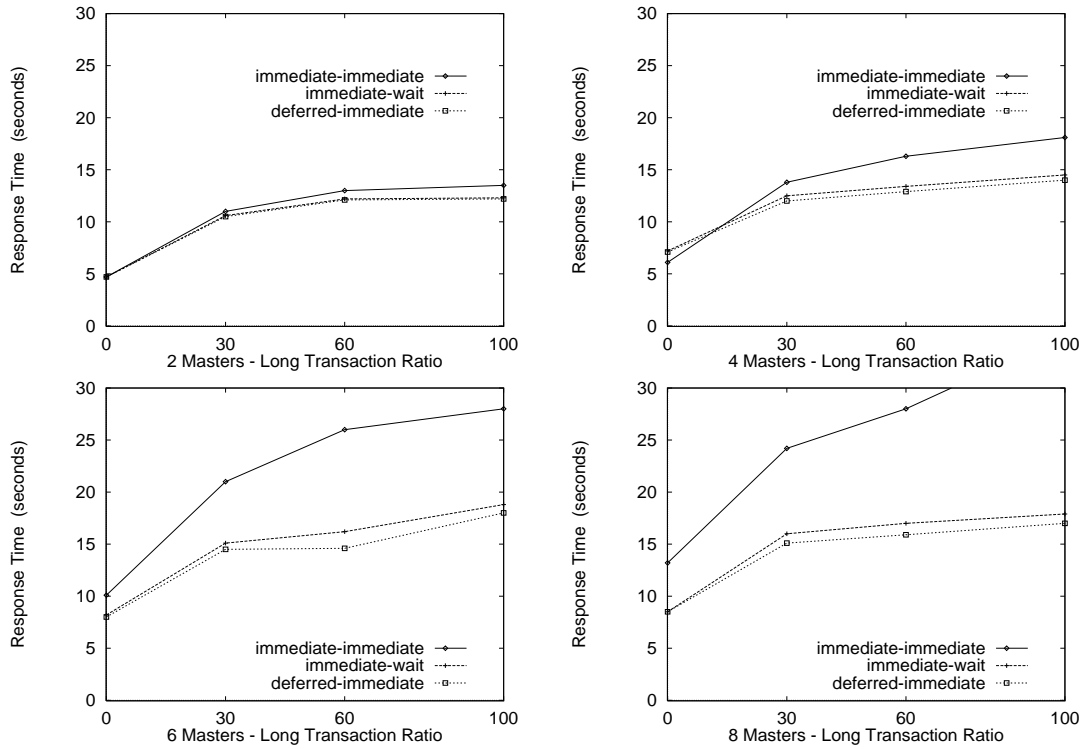 30
25
20
15
10
5
0
Response Time (seconds)
immediate-immediate
immediate-wait
deferred-immediate
0 30 60 100
2 Masters - Long Transaction Ratio
30
25
20
15
10
5
0
Response Time (seconds)
immediate-immediate
immediate-wait
deferred-immediate
0 30 60 100
4 Masters - Long Transaction Ratio
30
25
20
15
10
5
0
Response Time (seconds)
immediate-immediate
immediate-wait
deferred-immediate
0 30 60 100
6 Masters - Long Transaction Ratio
30
25
20
15
10
5
0
Response Time (seconds)
immediate-immediate
immediate-wait
deferred-immediate
0 30 60 100
8 Masters - Long Transaction Ratio